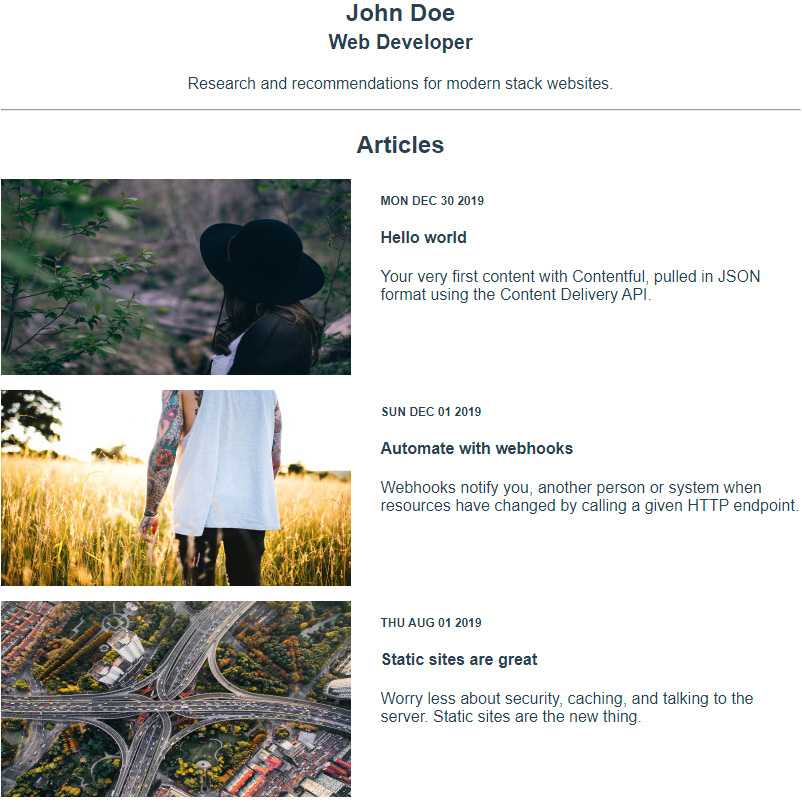 John Doe
Web Developer
Research and recommendations for modern stack websites.
Articles
MON DEC 30 2019
Hello world
Your very first content with Contentful, pulled in JSON
format using the Content Delivery API.
SUN DEC 01 2019
Automate with webhooks
Webhooks notify you, another person or system when
resources have changed by calling a given HTTP endpoint.
THU AUG 01 2019
Static sites are great
Worry less about security, caching, and talking to the
server. Static sites are the new thing.